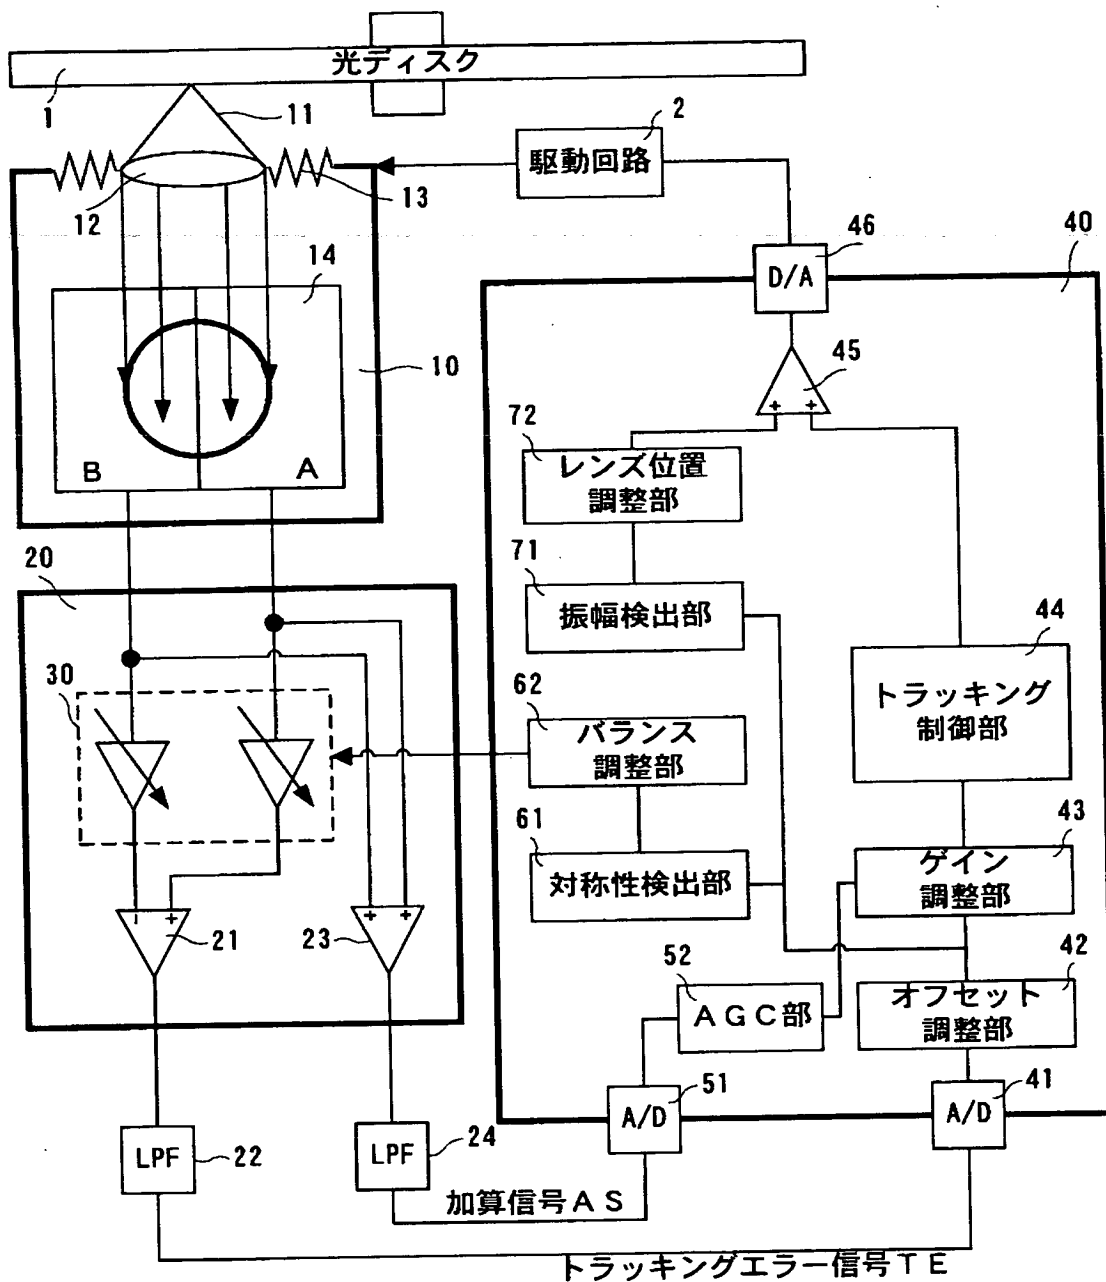 光ディスク
1
11
2
駆動回路
12
13
46
D/A
40
14
10
45
+ +
72
レンズ位置
調整部
B
A
20
71
振幅検出部
44
トラッキング
制御部
30
62
バランス
調整部
61
対称性検出部
43
ゲイン
調整部
- +
21
+ +
23
52
AGC部
42
オフセット
調整部
51
A/D
41
A/D
LPF
22
LPF
24
加算信号AS
トラッキングエラー信号TE